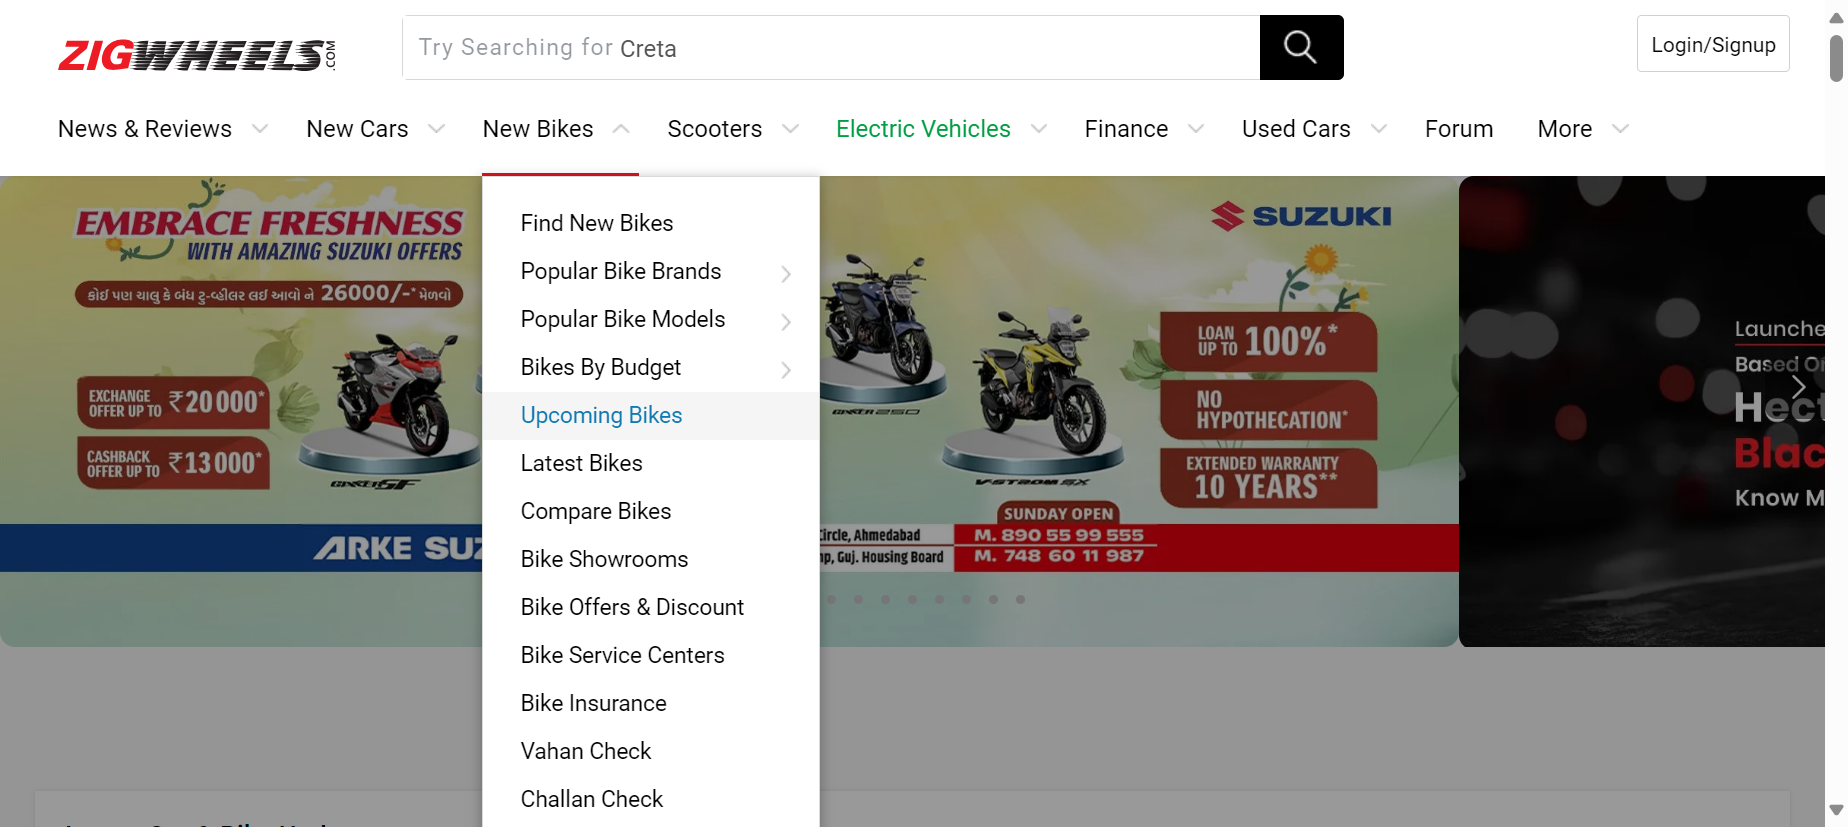 ZIGWHEELS.COM
Try Searching for Creta
Login/Signup
News & Reviews
New Cars
New Bikes
Scooters
Electric Vehicles
Finance
Used Cars
Forum
More
Find New Bikes
Popular Bike Brands
Popular Bike Models
Bikes By Budget
Upcoming Bikes
Latest Bikes
Compare Bikes
Bike Showrooms
Bike Offers & Discount
Bike Service Centers
Bike Insurance
Vahan Check
Challan Check
EMBRACE FRESHNESS
WITH AMAZING SUZUKI OFFERS
કોઈ પણ ચાલુ કે બંધ ટુ-વ્હીલર લઈ આવો ને 26000/-* મેળવો
EXCHANGE
OFFER UP TO ₹20000*
CASHBACK
OFFER UP TO ₹13000*
GIXXER SF
ARKE SUZ
SUZUKI
GIXXER 250
V-STROM SX
LOAN
UP TO 100%*
NO
HYPOTHECATION*
EXTENDED WARRANTY
10 YEARS**
SUNDAY OPEN
Circle, Ahmedabad
mp, Guj. Housing Board
M. 890 55 99 555
M. 748 60 11 987
Launche
Based O
Hect
Blac
Know M